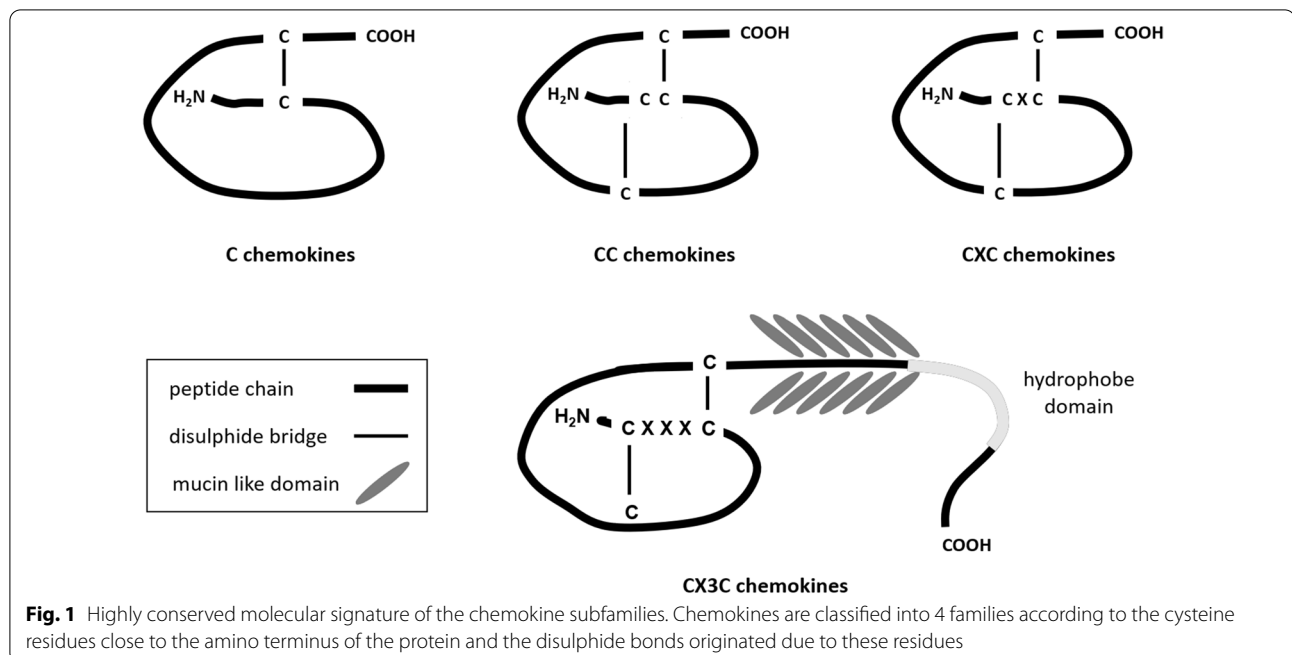 C COOH
H₂N C
C chemokines
C COOH
H₂N C C
C
CC chemokines
C COOH
H₂N C X C
C
CXC chemokines
peptide chain
disulphide bridge
mucin like domain
C
H₂N C X X X C
C
hydrophobe
domain
COOH
CX3C chemokines
Fig. 1 Highly conserved molecular signature of the chemokine subfamilies. Chemokines are classified into 4 families according to the cysteine
residues close to the amino terminus of the protein and the disulphide bonds originated due to these residues